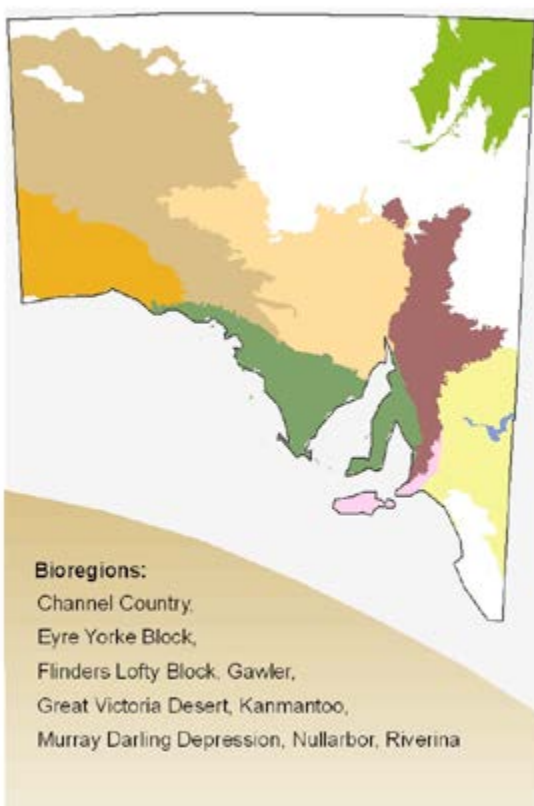 Bioregions:
Channel Country,
Eyre Yorke Block,
Flinders Lofty Block, Gawler,
Great Victoria Desert, Kanmantoo,
Murray Darling Depression, Nullarbor, Riverina